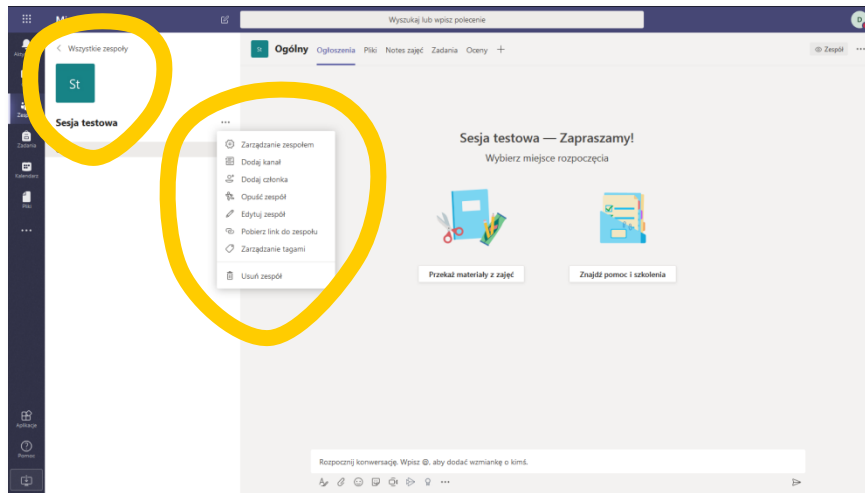 Wyszukaj lub wpisz polecenie
D
Wszystkie zespoły
St
Sesja testowa
...
Zarządzanie zespołem
Dodaj kanał
Dodaj członka
Opuść zespół
Edytuj zespół
Pobierz link do zespołu
Zarządzanie tagami
Usuń zespół
St
Ogólny Ogłoszenia Pliki Notes zajęć Zadania Oceny +
Zespół ...
Sesja testowa — Zapraszamy!
Wybierz miejsce rozpoczęcia
Przekaż materiały z zajęć
Znajdź pomoc i szkolenia
Rozpocznij konwersację. Wpisz @, aby dodać wzmiankę o kimś.
Zadania
Kalendarz
Pliki
...
Aplikacje
Pomoc